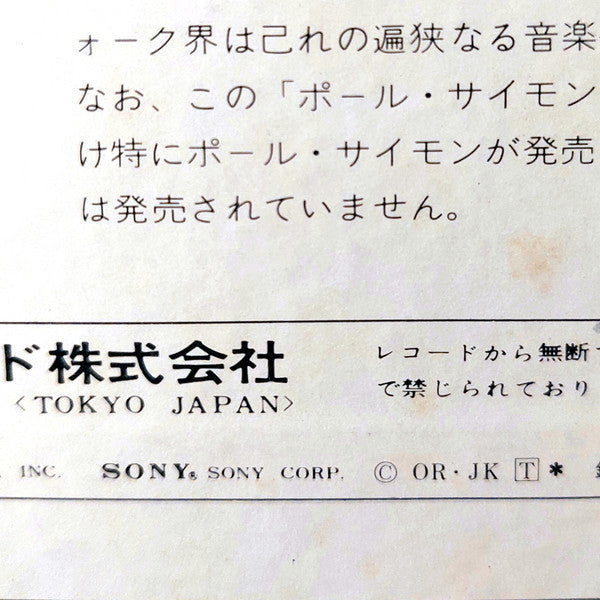 ォーク界は己れの遍狭なる音楽
なお、この「ポール・サイモン
け特にポール・サイモンが発売
は発売されていません。
ド株式会社
<TOKYO JAPAN>
レコードから無断
で禁じられており
INC. SONY® SONY CORP. © OR・JK T *